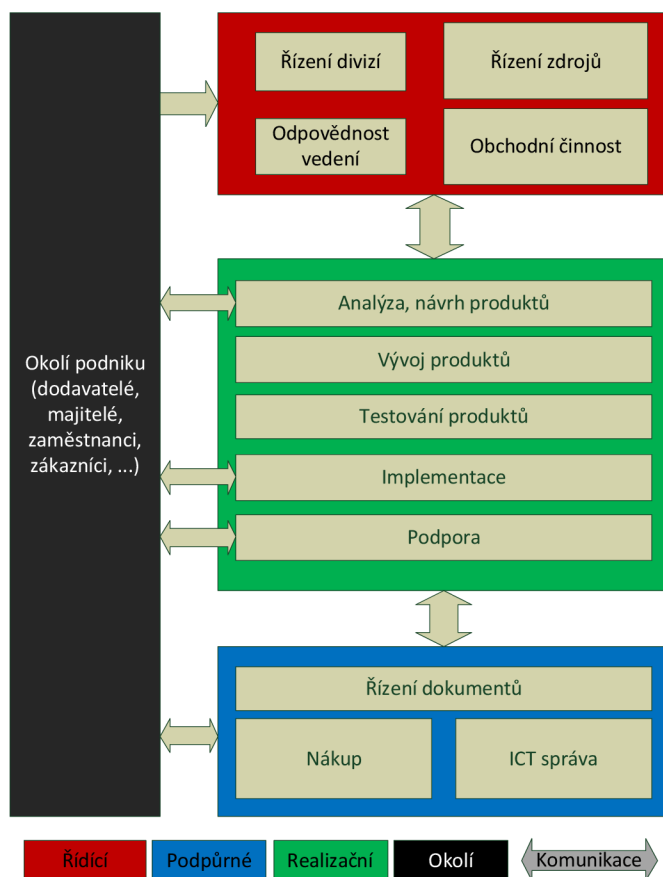 Řízení divizí
Řízení zdrojů
Odpovědnost
vedení
Obchodní činnost
Okolí podniku
(dodavatelé,
majitelé,
zaměstnanci,
zákazníci, ...)
Analýza, návrh produktů
Vývoj produktů
Testování produktů
Implementace
Podpora
Řízení dokumentů
Nákup
ICT správa
Řídící
Podpůrné
Realizační
Okolí
Komunikace